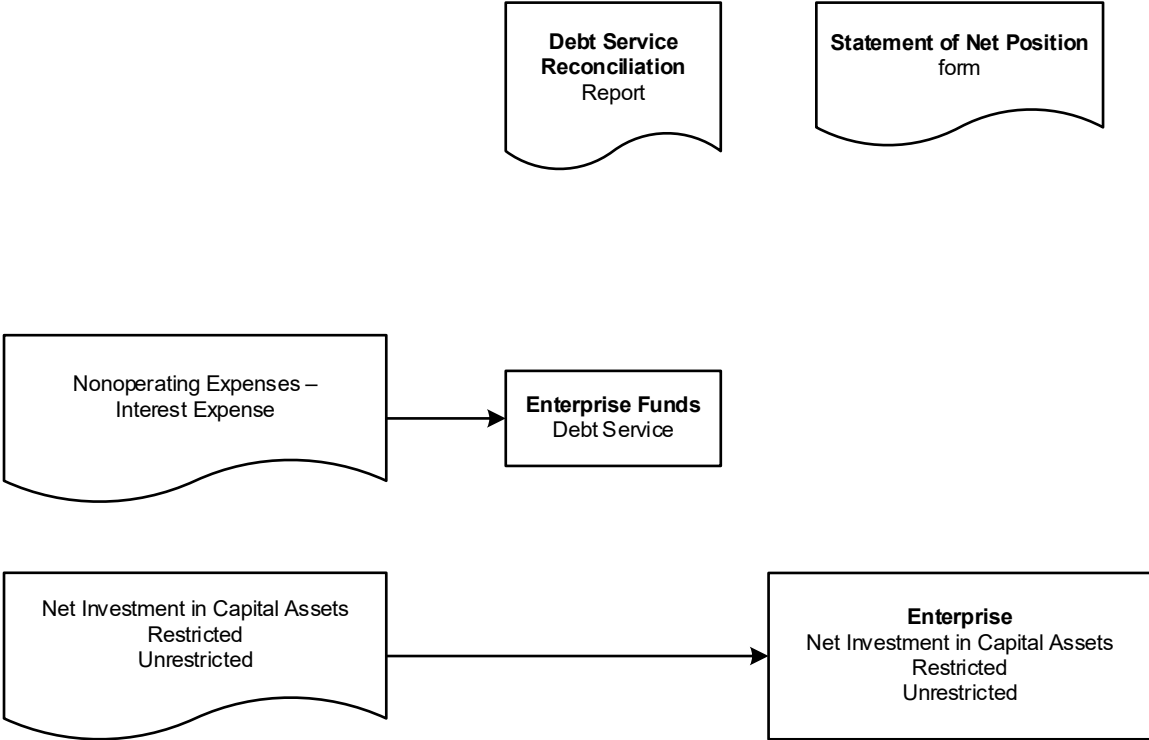 Debt Service
Reconciliation
Report
Statement of Net Position
form
Nonoperating Expenses –
Interest Expense
Enterprise Funds
Debt Service
Net Investment in Capital Assets
Restricted
Unrestricted
Enterprise
Net Investment in Capital Assets
Restricted
Unrestricted